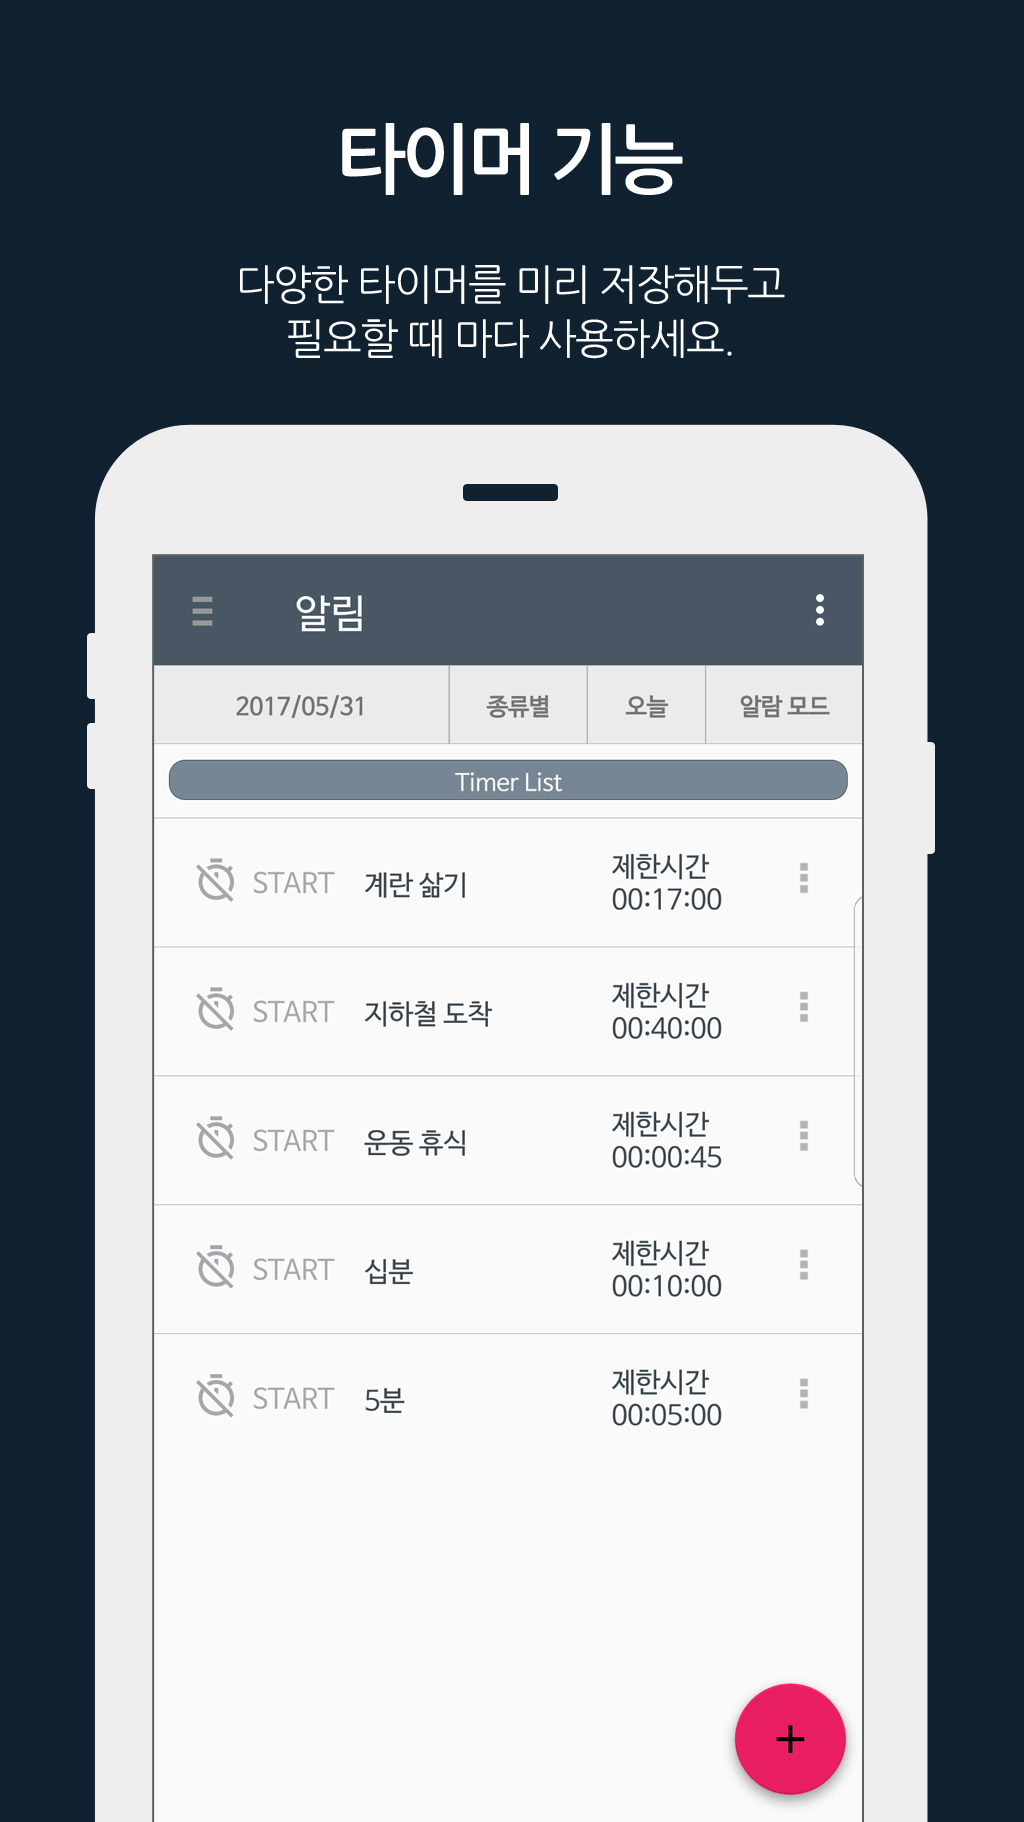 타이머 기능
다양한 타이머를 미리 저장해두고
필요할 때 마다 사용하세요.
알림
2017/05/31 종류별 오늘 알람 모드
Timer List
START 계란 삶기 제한시간
00:17:00
START 지하철 도착 제한시간
00:40:00
START 운동 휴식 제한시간
00:00:45
START 십분 제한시간
00:10:00
START 5분 제한시간
00:05:00
+